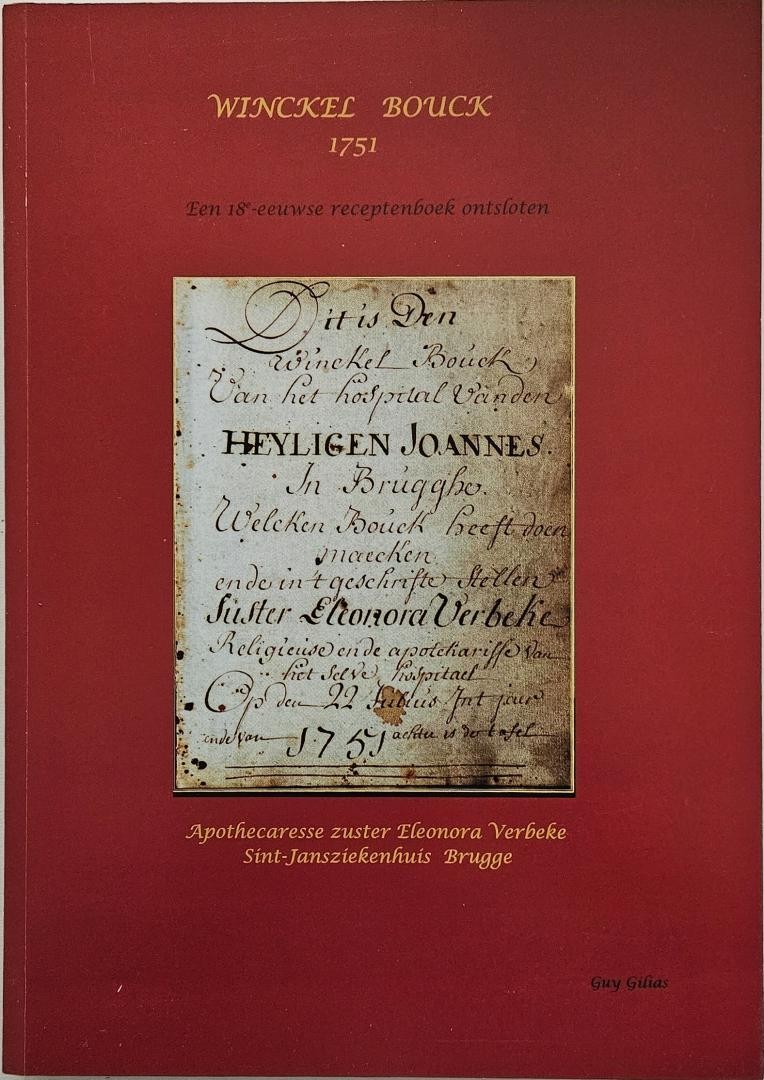 WINCKEL BOUCK
1751
Een 18e-eeuwse receptenboek ontsloten
Dit is Den
Winckel Bouck
Van het hospital Vanden
HEYLIGEN JOANNES.
In Brugghe.
Welcken Bouck heeft doen
maecken
ende in t geschrifte Stellen
Suster Eleonora Verbeke
Religieuse ende apotekarisse van
het selve hospitael
Op den 22 Int jaer
ende van 1751 achter is de tafel
Apothecaresse zuster Eleonora Verbeke
Sint-Jansziekenhuis Brugge
Guy Gilias